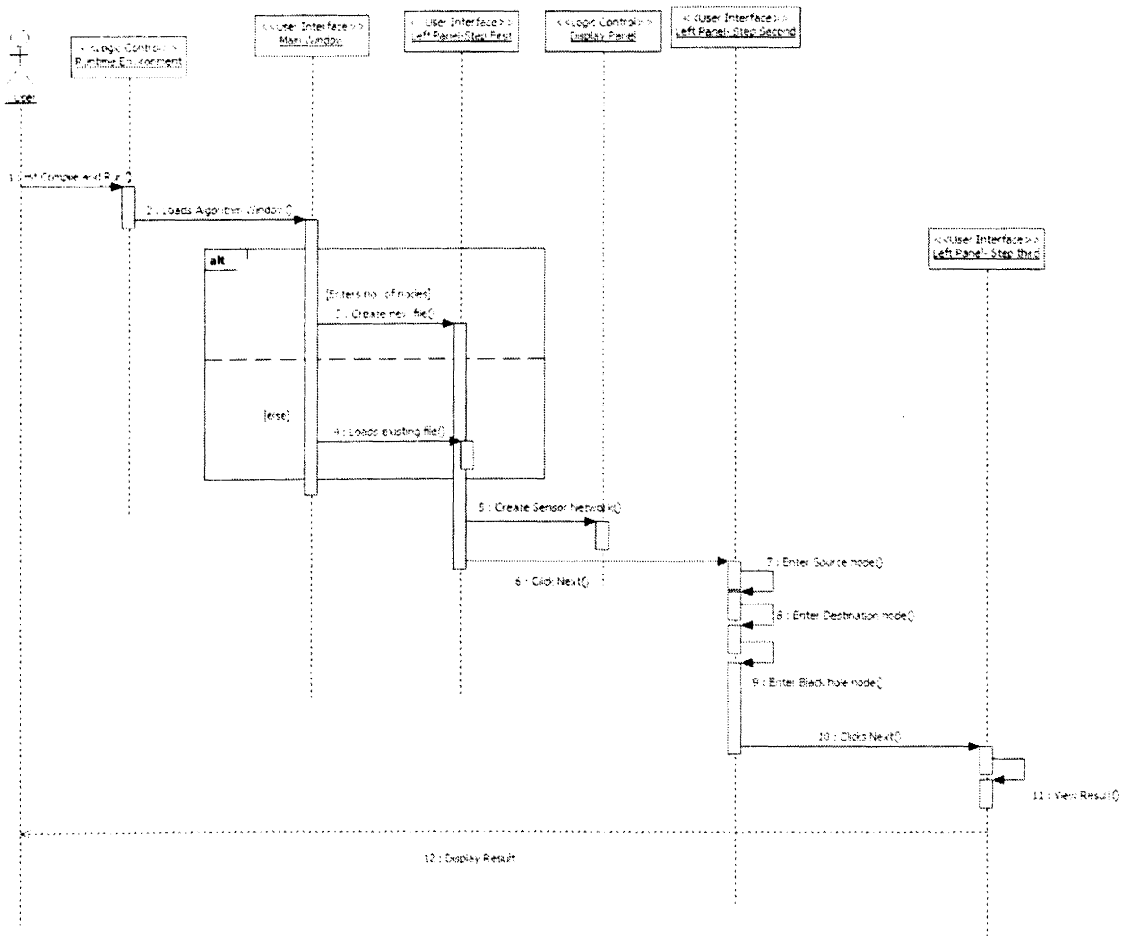 <<User Interface>>
Left Panel- Step Second
<<User Interface>>
Main Window
User Interface>>
Left Panel-Step First
<<Logic Control>>
Display Panel
<<Logic Control>>
Runtime Environment
User
Compile and Run()
2 : Loads Algorithm Window()
<<User Interface>>
Left Panel- Step third
alt
[Enters no. of nodes]
3 : Create new file()
[else]
4 : Loads existing file()
5 : Create Sensor Network()
6 : Click Next()
7 : Enter Source node()
8 : Enter Destination node()
9 : Enter Black hole node()
10 : Clicks Next()
11 : View Result()
12 : Display Result